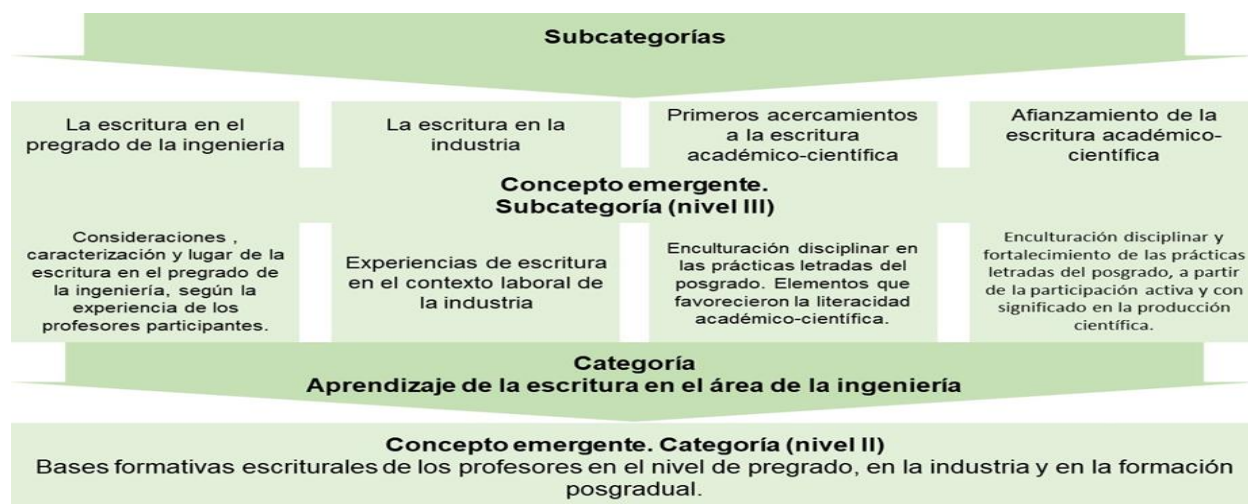 Subcategorías
La escritura en el
pregrado de la ingeniería
La escritura en la
industria
Primeros acercamientos
a la escritura
académico-científica
Afianzamiento de la
escritura académico-
científica
Concepto emergente.
Subcategoría (nivel III)
Consideraciones ,
caracterización y lugar de la
escritura en el pregrado de
la ingeniería, según la
experiencia de los
profesores participantes.
Experiencias de escritura
en el contexto laboral de
la industria
Enculturación disciplinar en
las prácticas letradas del
posgrado. Elementos que
favorecieron la literacidad
académico-científica.
Enculturación disciplinar y
fortalecimiento de las prácticas
letradas del posgrado, a partir
de la participación activa y con
significado en la producción
científica.
Categoría
Aprendizaje de la escritura en el área de la ingeniería
Concepto emergente. Categoría (nivel II)
Bases formativas escriturales de los profesores en el nivel de pregrado, en la industria y en la formación
posgradual.